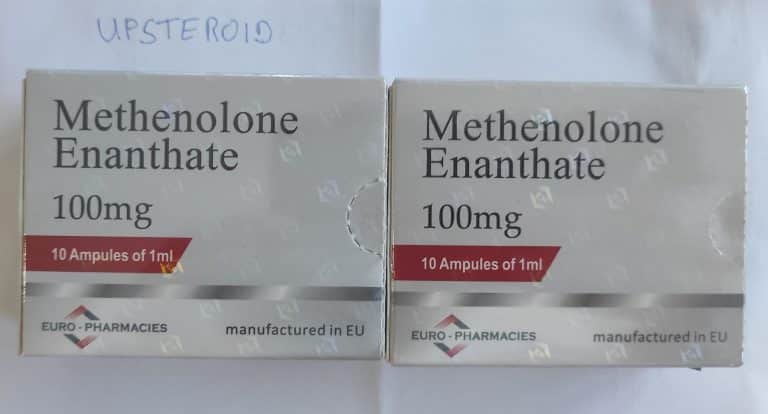 UPSTEROID
Methenolone
Enanthate
100mg
10 Ampules of 1ml
EURO - PHARMACIES
manufactured in EU
Methenolone
Enanthate
100mg
10 Ampules of 1ml
EURO - PHARMACIES
manufactured in EU